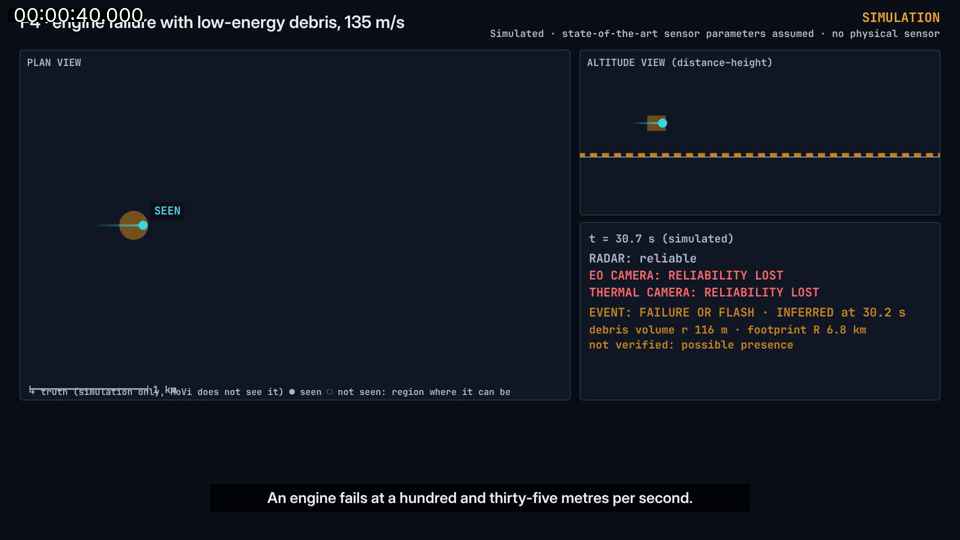 00:00:40.000
engine failure with low-energy debris, 135 m/s
SIMULATION
Simulated · state-of-the-art sensor parameters assumed · no physical sensor
PLAN VIEW
SEEN
1 km
truth (simulation only, MoVi does not see it) ● seen ○ not seen: region where it can be
ALTITUDE VIEW (distance-height)
t = 30.7 s (simulated)
RADAR: reliable
EO CAMERA: RELIABILITY LOST
THERMAL CAMERA: RELIABILITY LOST
EVENT: FAILURE OR FLASH · INFERRED at 30.2 s
debris volume r 116 m · footprint R 6.8 km
not verified: possible presence
An engine fails at a hundred and thirty-five metres per second.